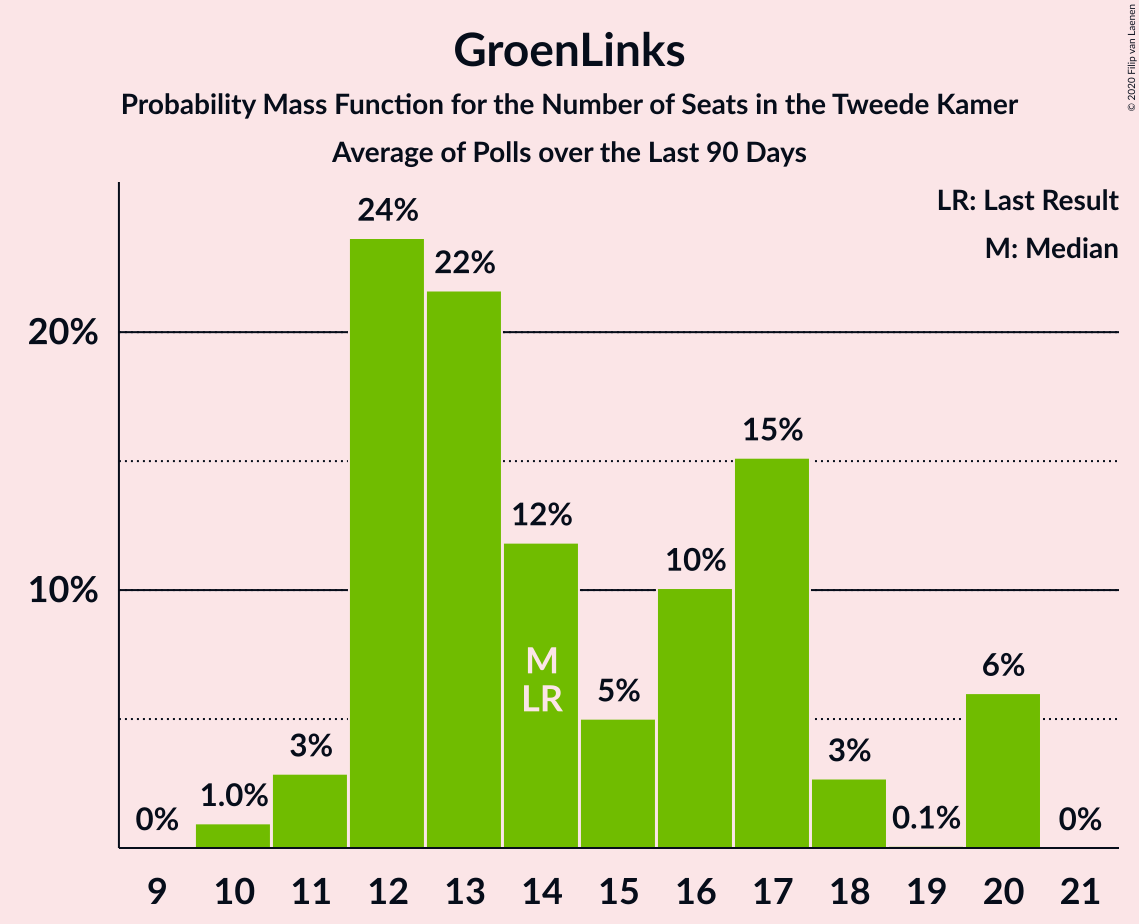 GroenLinks
Probability Mass Function for the Number of Seats in the Tweede Kamer
Average of Polls over the Last 90 Days
© 2020 Filip van Laenen
LR: Last Result
M: Median
20%
10%
0%
1.0%
3%
24%
22%
12%
5%
10%
15%
3%
0.1%
6%
0%
M
LR
9 10 11 12 13 14 15 16 17 18 19 20 21